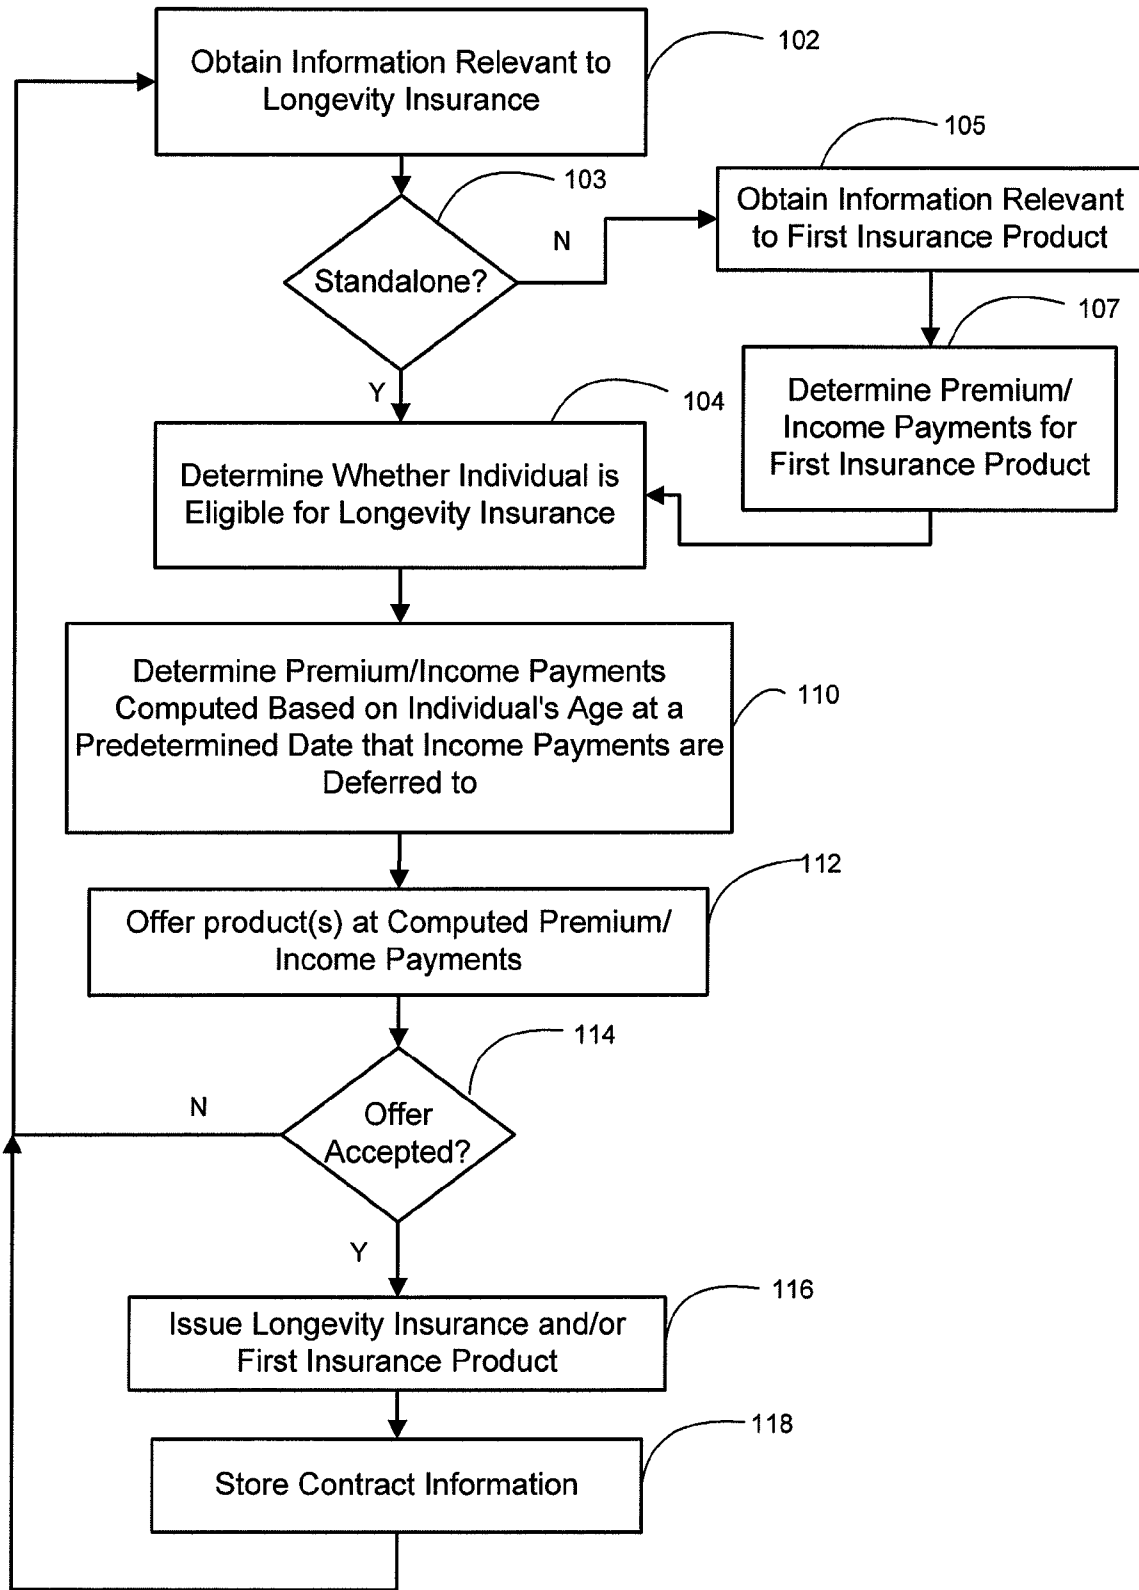 102
Obtain Information Relevant to
Longevity Insurance
105
103
Obtain Information Relevant
to First Insurance Product
N
Standalone?
107
Determine Premium/
Income Payments for
First Insurance Product
Y
104
Determine Whether Individual is
Eligible for Longevity Insurance
Determine Premium/Income Payments
Computed Based on Individual's Age at a
Predetermined Date that Income Payments are
Deferred to
110
112
Offer product(s) at Computed Premium/
Income Payments
114
N
Offer
Accepted?
Y
116
Issue Longevity Insurance and/or
First Insurance Product
118
Store Contract Information